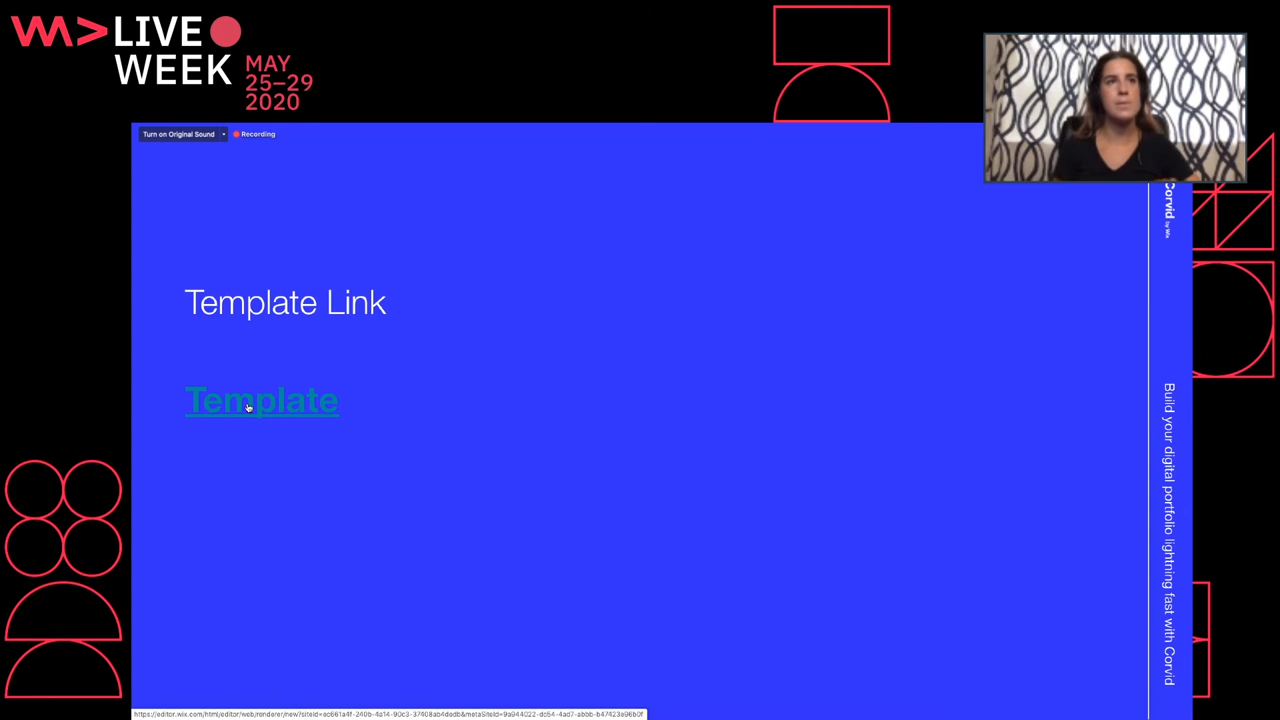 LIVE
WEEK
MAY
25–29
2020
Turn on Original Sound
Recording
Corvid by Wix
Template Link
Template
Build your digital portfolio lightning fast with Corvid